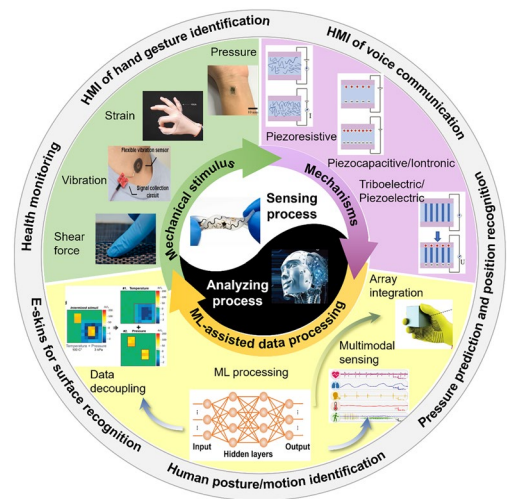 HMI of hand gesture identification
HMI of voice communication
Health monitoring
Pressure prediction and position recognition
E-skins for surface recognition
Human posture/motion identification
Pressure
Strain
Vibration
Flexible vibration sensor
Signal collection
circuit
Shear
force
Piezoresistive
Piezocapacitive/Iontronic
Triboelectric/
Piezoelectric
Mechanical stimulus
Mechanisms
ML-assisted data processing
Sensing
process
Analyzing
process
Array
integration
Multimodal
sensing
ML processing
Data
decoupling
Input
Hidden layers
Output